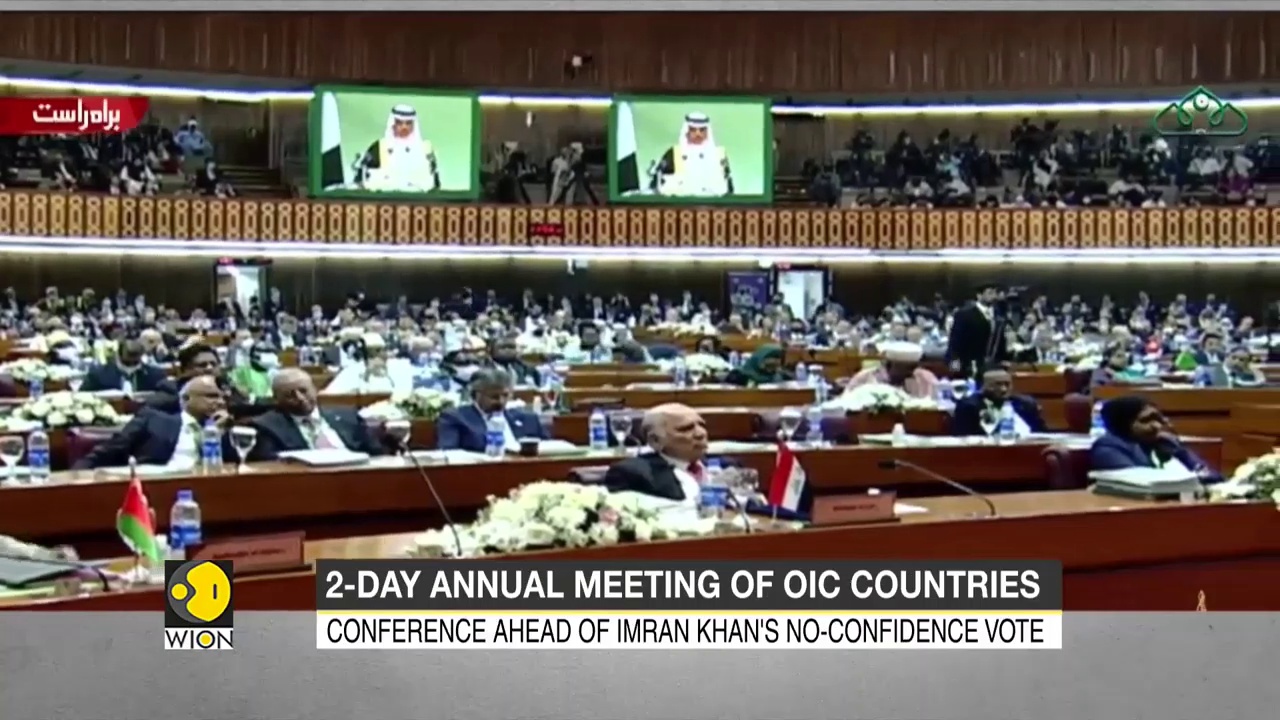 براہ راست
2-DAY ANNUAL MEETING OF OIC COUNTRIES
CONFERENCE AHEAD OF IMRAN KHAN'S NO-CONFIDENCE VOTE
WION